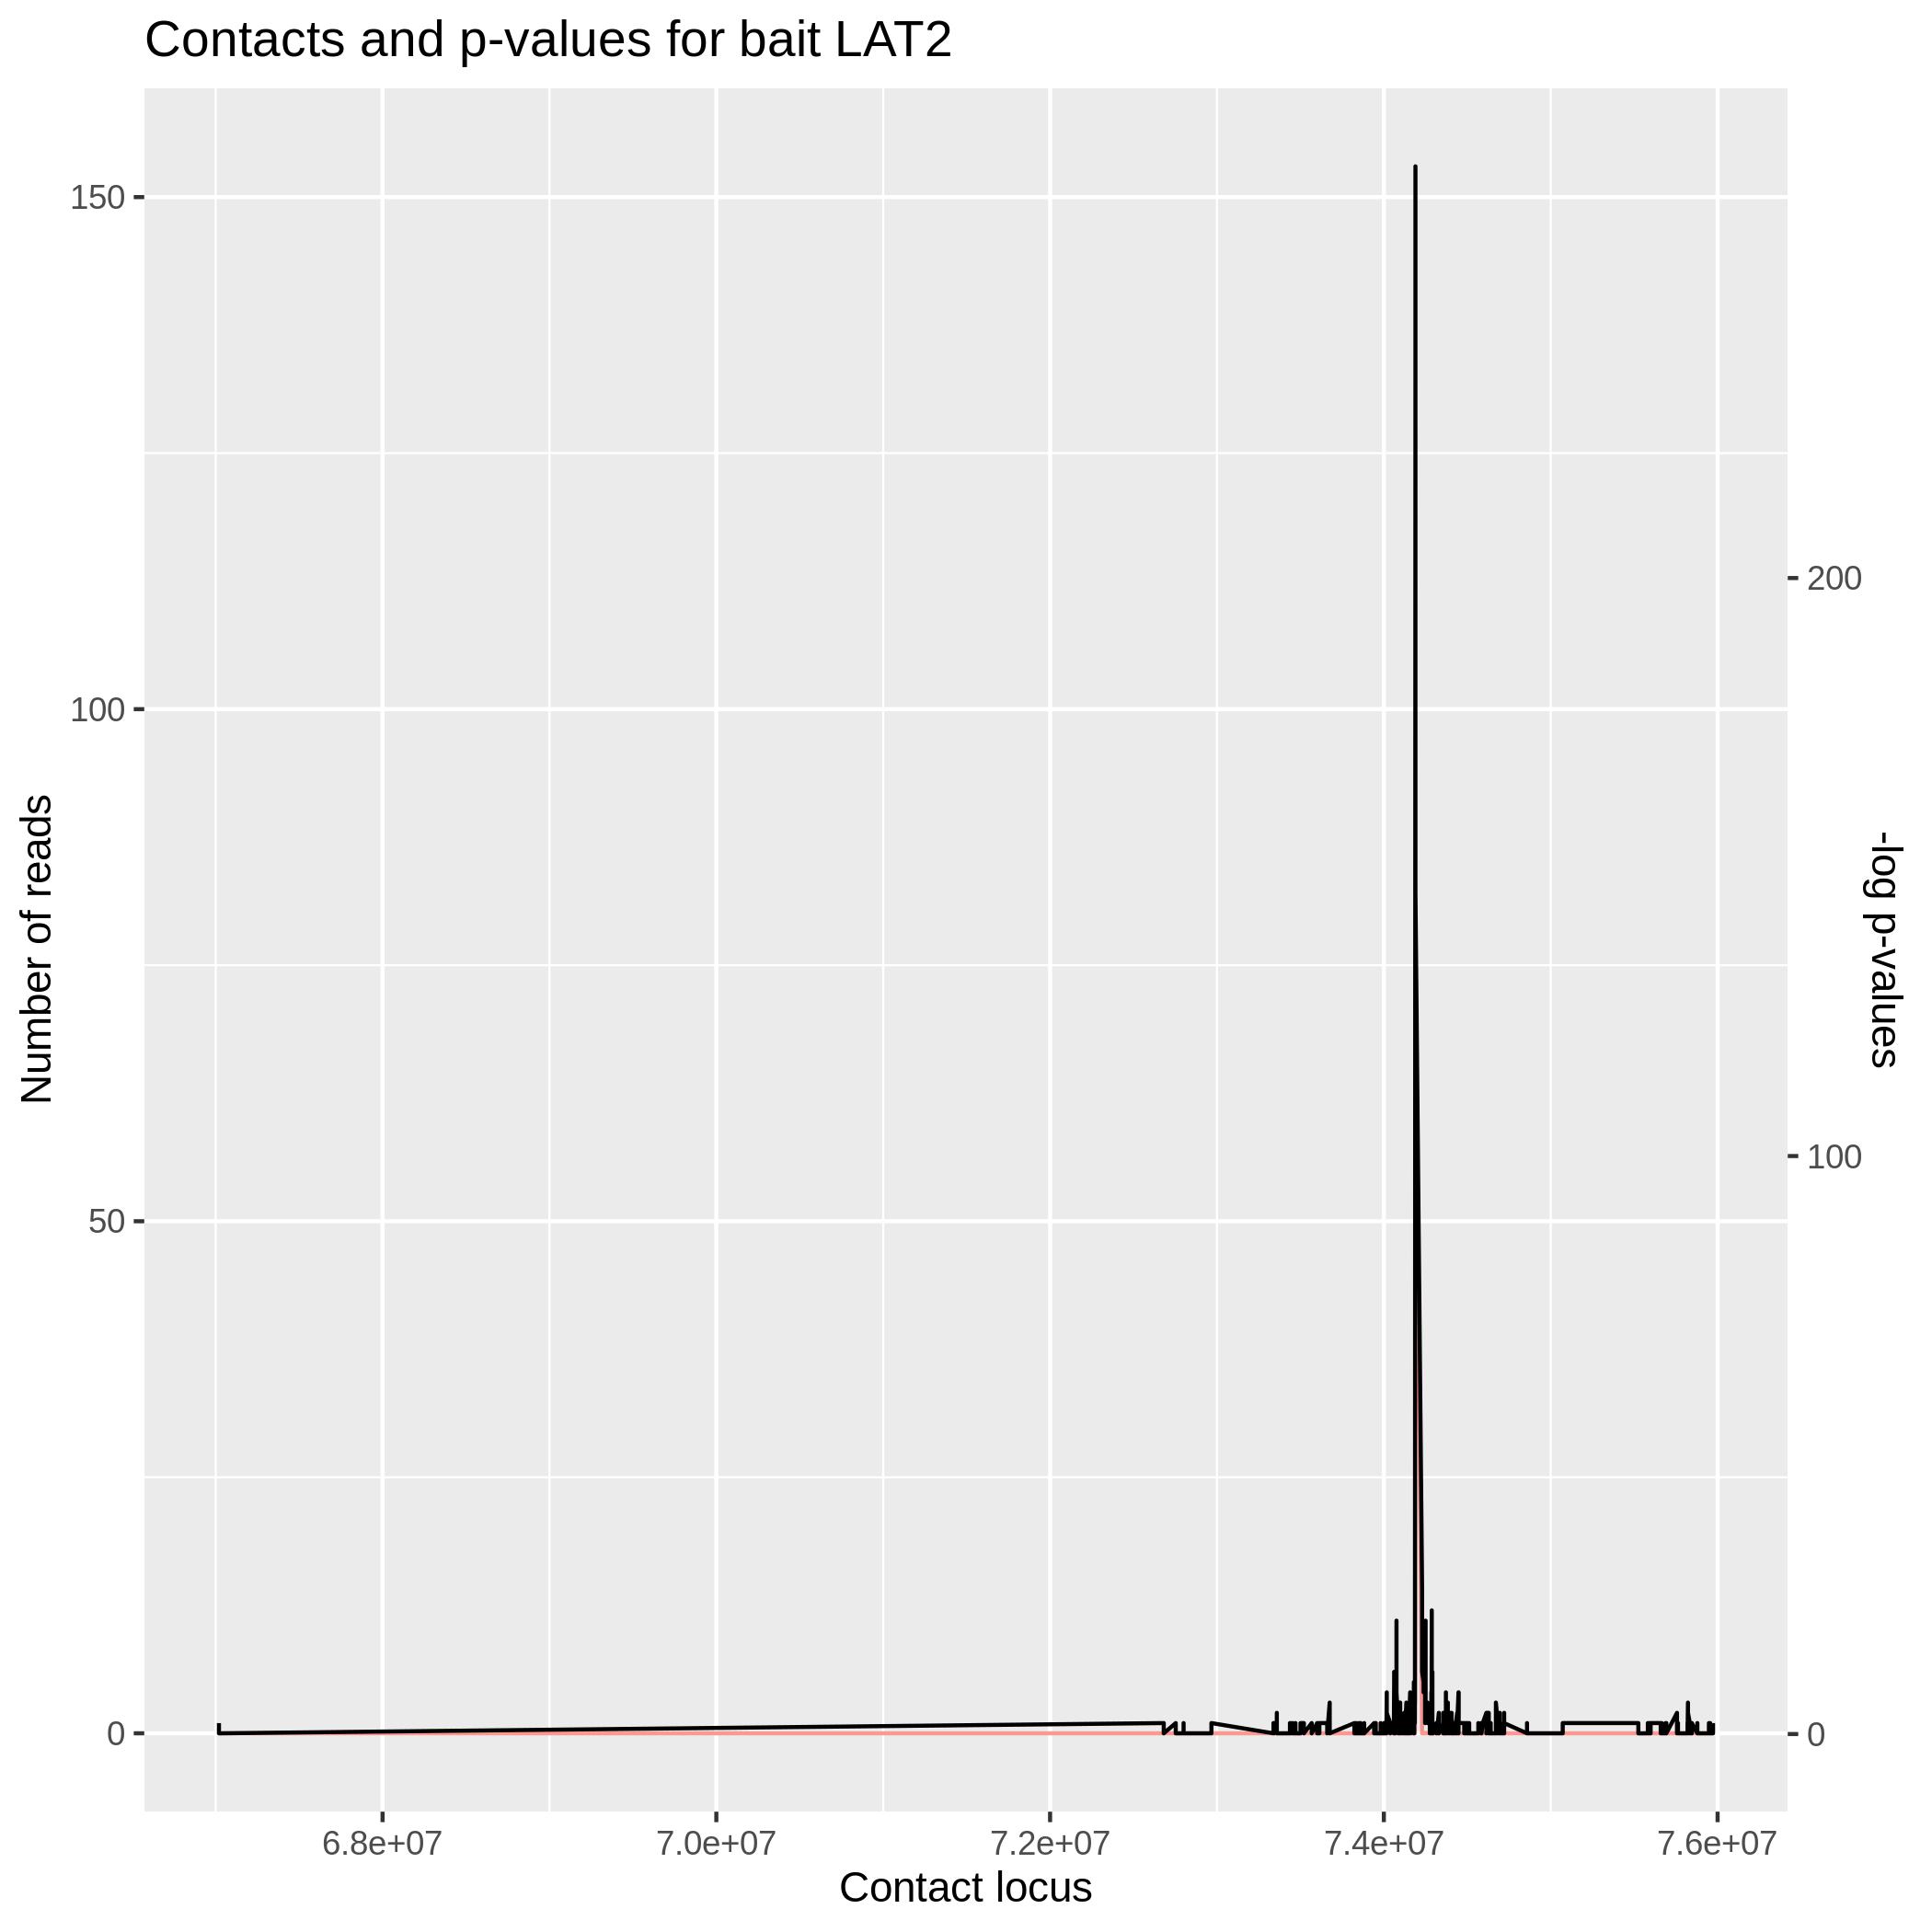 Contacts and p-values for bait LAT2
150
100
50
0
Number of reads
200
100
0
-log p-values
6.8e+07
7.0e+07
7.2e+07
7.4e+07
7.6e+07
Contact locus